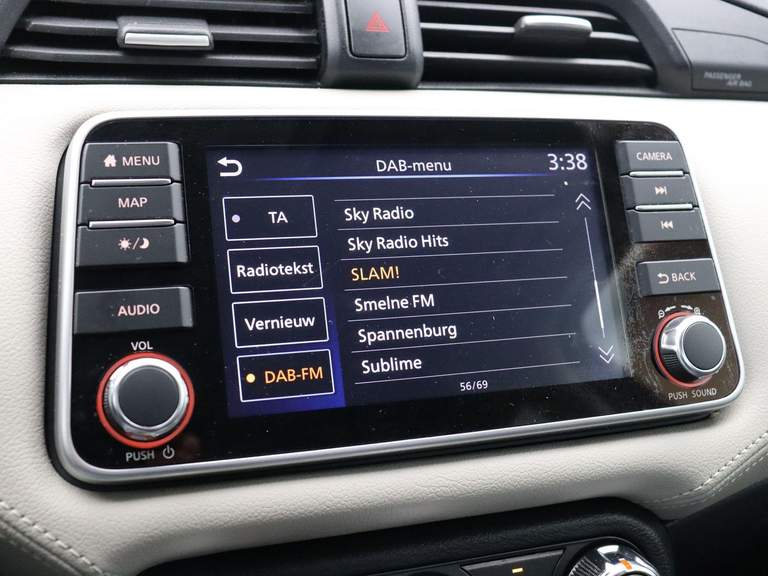 PASSENGER
AIR BAG
MENU
MAP
AUDIO
VOL
PUSH
DAB-menu
3:38
TA
Radiotekst
Vernieuw
DAB-FM
Sky Radio
Sky Radio Hits
SLAM!
Smelne FM
Spannenburg
Sublime
56/69
CAMERA
BACK
PUSH SOUND